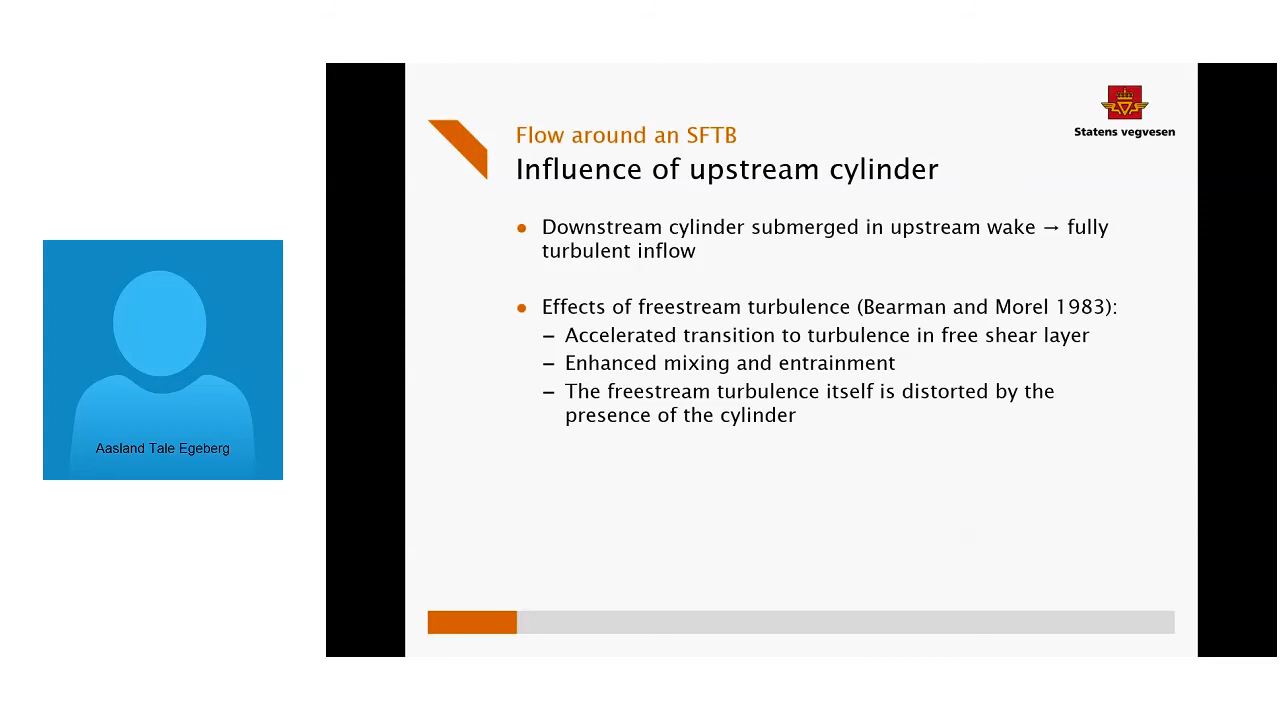 Statens vegvesen
Flow around an SFTB
Influence of upstream cylinder
● Downstream cylinder submerged in upstream wake → fully
turbulent inflow
● Effects of freestream turbulence (Bearman and Morel 1983):
– Accelerated transition to turbulence in free shear layer
– Enhanced mixing and entrainment
– The freestream turbulence itself is distorted by the
presence of the cylinder
Aasland Tale Egeberg